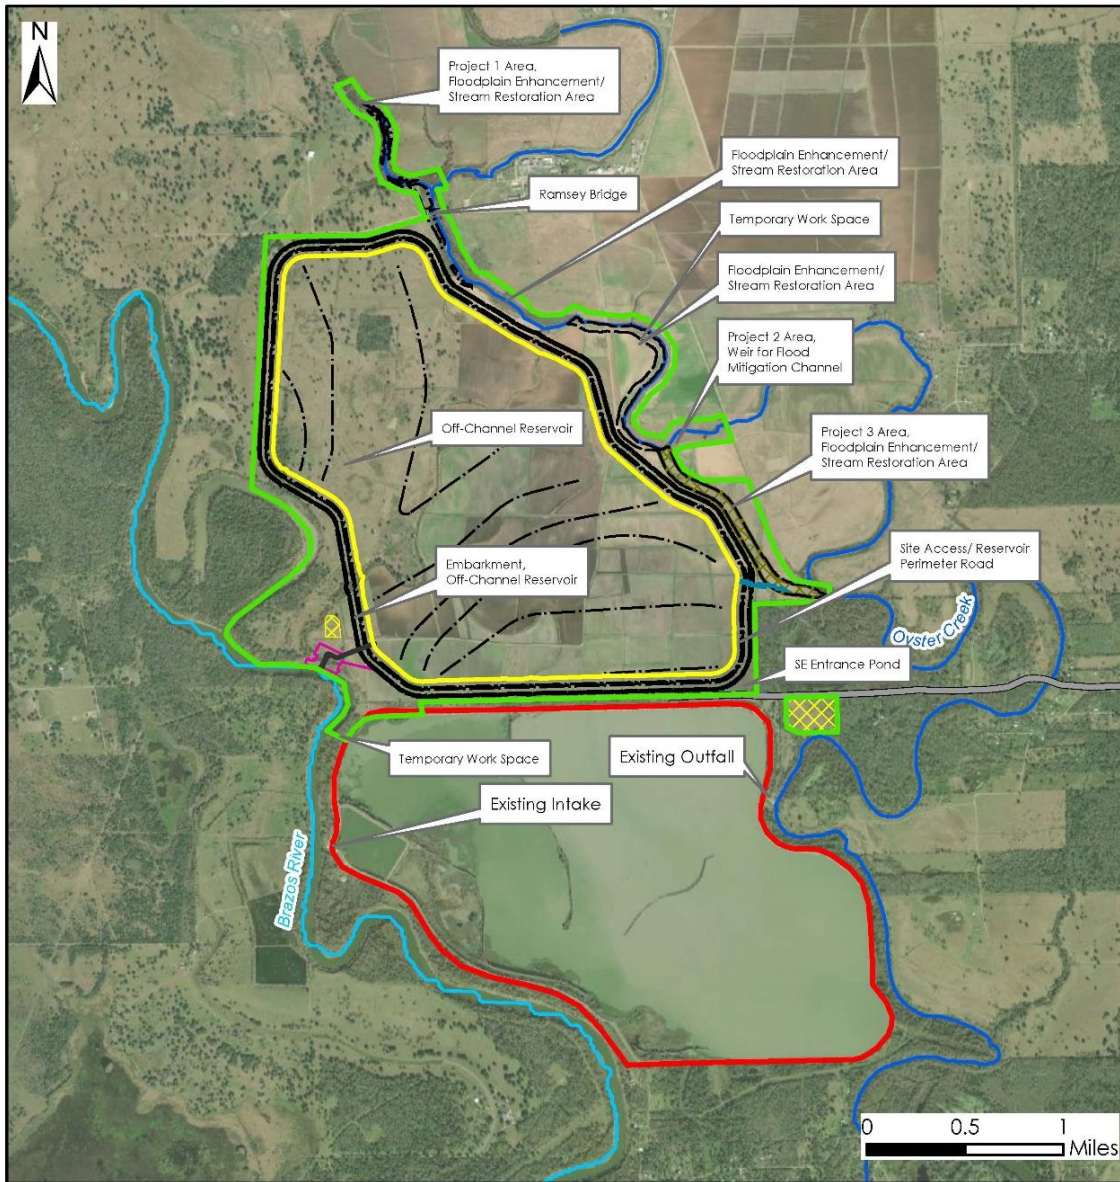 N
Project 1 Area,
Floodplain Enhancement/
Stream Restoration Area
Floodplain Enhancement/
Stream Restoration Area
Ramsey Bridge
Temporary Work Space
Floodplain Enhancement/
Stream Restoration Area
Project 2 Area,
Weir for Flood
Mitigation Channel
Off-Channel Reservoir
Project 3 Area,
Floodplain Enhancement/
Stream Restoration Area
Site Access/ Reservoir
Perimeter Road
Embarkment,
Off-Channel Reservoir
Oyster Creek
SE Entrance Pond
Temporary Work Space
Existing Outfall
Existing Intake
Brazos River
0 0.5 1
Miles